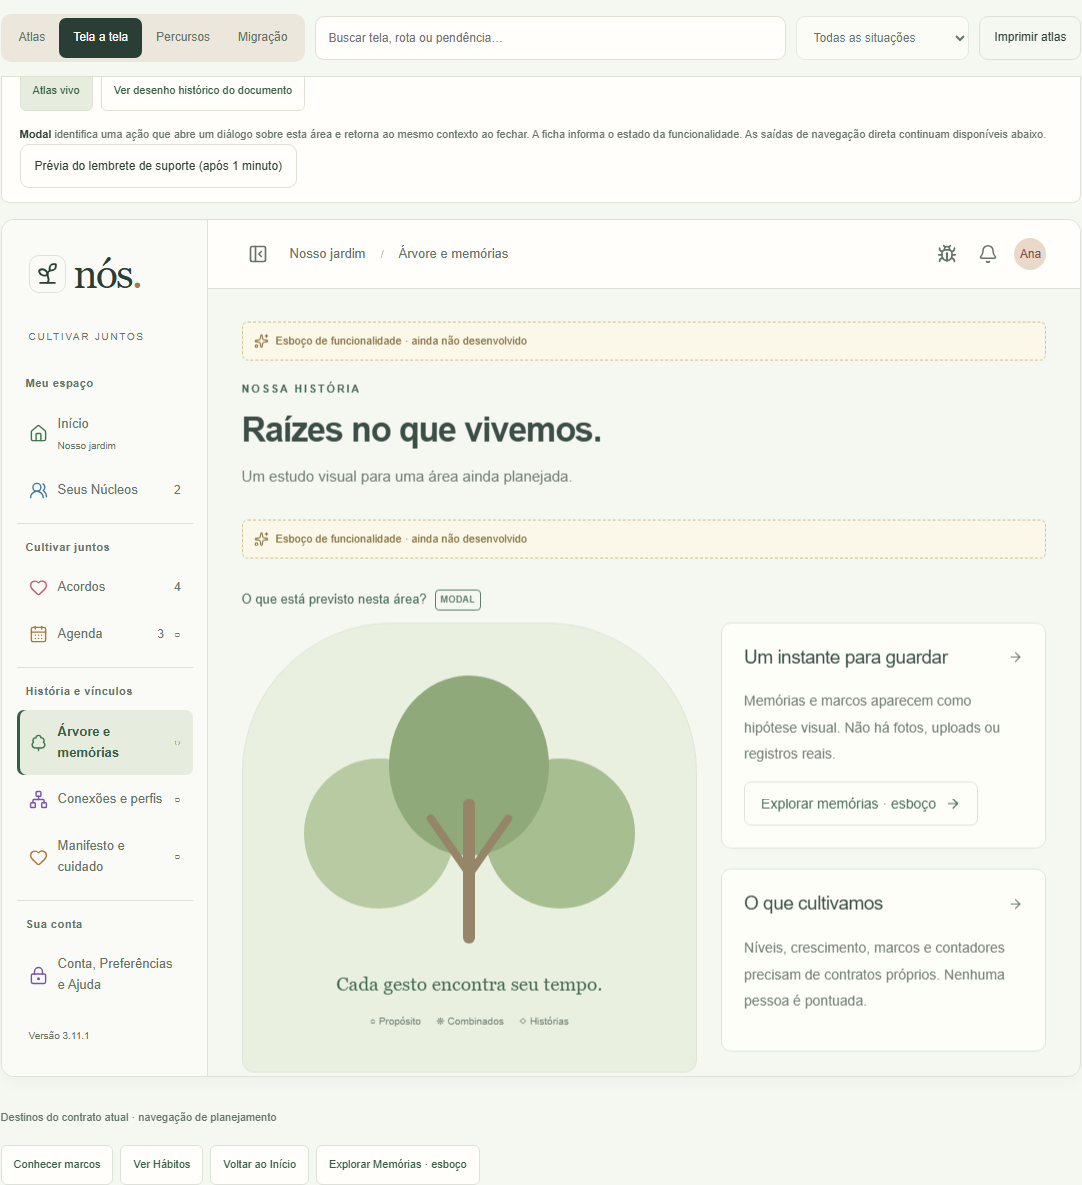 Atlas
Tela a tela
Percursos
Migração
Buscar tela, rota ou pendência...
Todas as situações
Imprimir atlas
Atlas vivo
Ver desenho histórico do documento
Modal identifica uma ação que abre um diálogo sobre esta área e retorna ao mesmo contexto ao fechar. A ficha informa o estado da funcionalidade. As saídas de navegação direta continuam disponíveis abaixo.
Prévia do lembrete de suporte (após 1 minuto)
nós.
CULTIVAR JUNTOS
Meu espaço
Início
Nosso jardim
Seus Núcleos 2
Cultivar juntos
Acordos 4
Agenda 3
História e vínculos
Árvore e
memórias
Conexões e perfis
Manifesto e
cuidado
Sua conta
Conta, Preferências
e Ajuda
Versão 3.11.1
Nosso jardim / Árvore e memórias
Ana
Esboço de funcionalidade · ainda não desenvolvido
NOSSA HISTÓRIA
Raízes no que vivemos.
Um estudo visual para uma área ainda planejada.
Esboço de funcionalidade · ainda não desenvolvido
O que está previsto nesta área? MODAL
Cada gesto encontra seu tempo.
Propósito
Combinados
Histórias
Um instante para guardar
Memórias e marcos aparecem como
hipótese visual. Não há fotos, uploads ou
registros reais.
Explorar memórias · esboço
O que cultivamos
Níveis, crescimento, marcos e contadores
precisam de contratos próprios. Nenhuma
pessoa é pontuada.
Destinos do contrato atual · navegação de planejamento
Conhecer marcos
Ver Hábitos
Voltar ao Início
Explorar Memórias · esboço